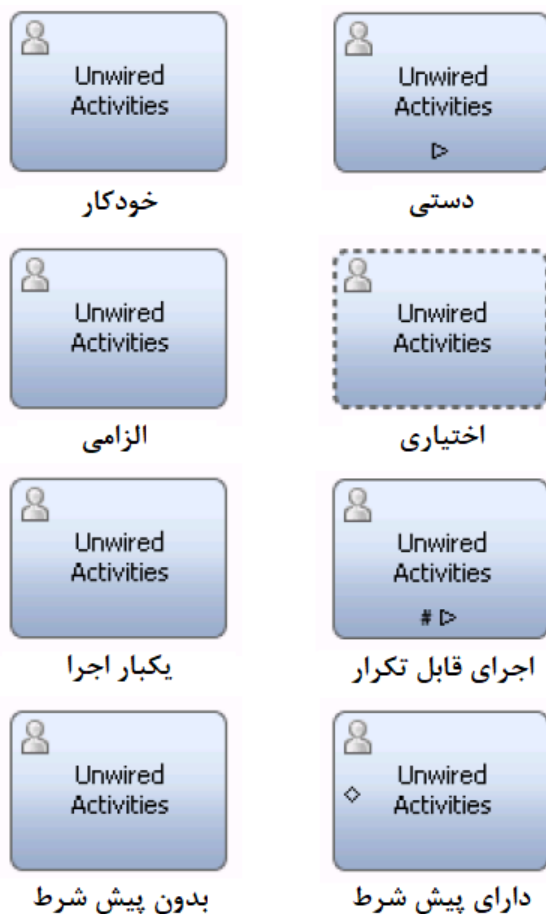 Unwired
Activities
خودکار
Unwired
Activities
دستی
Unwired
Activities
الزامی
Unwired
Activities
اختیاری
Unwired
Activities
یکبار اجرا
Unwired
Activities
#
اجرای قابل تکرار
Unwired
Activities
بدون پیش شرط
Unwired
Activities
دارای پیش شرط